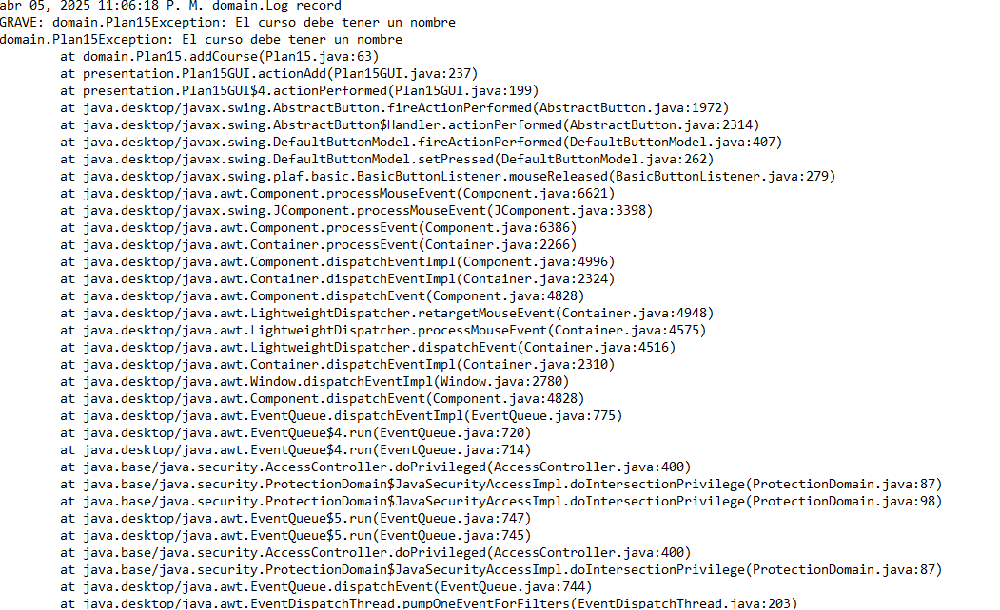 abr 05, 2025 11:06:18 P. M. domain.Log record
GRAVE: domain.Plan15Exception: El curso debe tener un nombre
domain.Plan15Exception: El curso debe tener un nombre
at domain.Plan15.addCourse(Plan15.java:63)
at presentation.Plan15GUI.actionAdd(Plan15GUI.java:237)
at presentation.Plan15GUI$4.actionPerformed(Plan15GUI.java:199)
at java.desktop/javax.swing.AbstractButton.fireActionPerformed(AbstractButton.java:1972)
at java.desktop/javax.swing.AbstractButton$Handler.actionPerformed(AbstractButton.java:2314)
at java.desktop/javax.swing.DefaultButtonModel.fireActionPerformed(DefaultButtonModel.java:407)
at java.desktop/javax.swing.DefaultButtonModel.setPressed(DefaultButtonModel.java:262)
at java.desktop/javax.swing.plaf.basic.BasicButtonListener.mouseReleased(BasicButtonListener.java:279)
at java.desktop/java.awt.Component.processMouseEvent(Component.java:6621)
at java.desktop/javax.swing.JComponent.processMouseEvent(JComponent.java:3398)
at java.desktop/java.awt.Component.processEvent(Component.java:6386)
at java.desktop/java.awt.Container.processEvent(Container.java:2266)
at java.desktop/java.awt.Component.dispatchEventImpl(Component.java:4996)
at java.desktop/java.awt.Container.dispatchEventImpl(Container.java:2324)
at java.desktop/java.awt.Component.dispatchEvent(Component.java:4828)
at java.desktop/java.awt.LightweightDispatcher.retargetMouseEvent(Container.java:4948)
at java.desktop/java.awt.LightweightDispatcher.processMouseEvent(Container.java:4575)
at java.desktop/java.awt.LightweightDispatcher.dispatchEvent(Container.java:4516)
at java.desktop/java.awt.Container.dispatchEventImpl(Container.java:2310)
at java.desktop/java.awt.Window.dispatchEventImpl(Window.java:2780)
at java.desktop/java.awt.Component.dispatchEvent(Component.java:4828)
at java.desktop/java.awt.EventQueue.dispatchEventImpl(EventQueue.java:775)
at java.desktop/java.awt.EventQueue$4.run(EventQueue.java:720)
at java.desktop/java.awt.EventQueue$4.run(EventQueue.java:714)
at java.base/java.security.AccessController.doPrivileged(AccessController.java:400)
at java.base/java.security.ProtectionDomain$JavaSecurityAccessImpl.doIntersectionPrivilege(ProtectionDomain.java:87)
at java.base/java.security.ProtectionDomain$JavaSecurityAccessImpl.doIntersectionPrivilege(ProtectionDomain.java:98)
at java.desktop/java.awt.EventQueue$5.run(EventQueue.java:747)
at java.desktop/java.awt.EventQueue$5.run(EventQueue.java:745)
at java.base/java.security.AccessController.doPrivileged(AccessController.java:400)
at java.base/java.security.ProtectionDomain$JavaSecurityAccessImpl.doIntersectionPrivilege(ProtectionDomain.java:87)
at java.desktop/java.awt.EventQueue.dispatchEvent(EventQueue.java:744)
at java.desktop/java.awt.EventDispatchThread.pumpOneEventForFilters(EventDispatchThread.java:203)